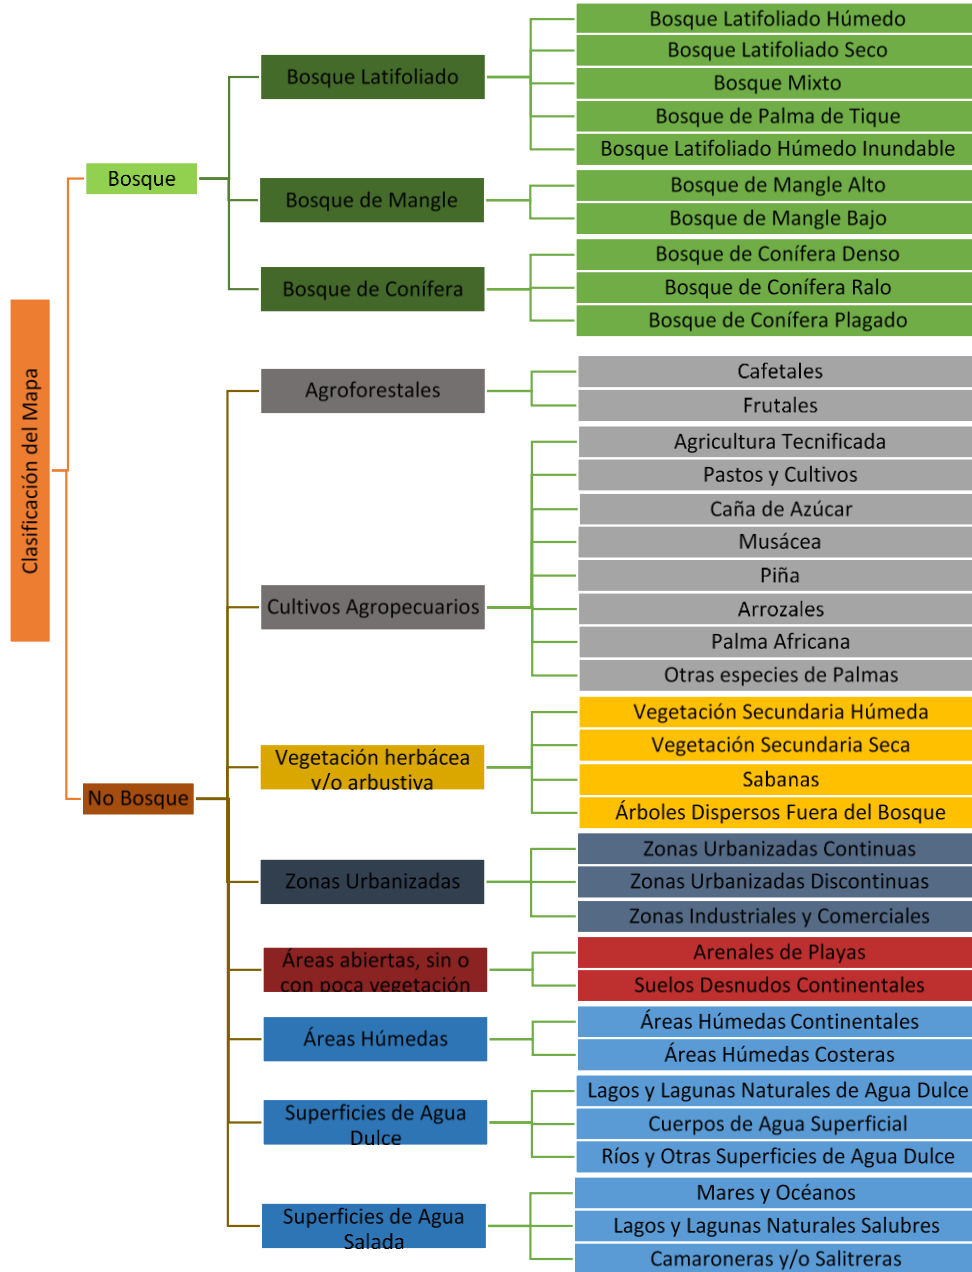 Clasificación del Mapa
Bosque
Bosque Latifoliado
Bosque Latifoliado Húmedo
Bosque Latifoliado Seco
Bosque Mixto
Bosque de Palma de Tique
Bosque Latifoliado Húmedo Inundable
Bosque de Mangle
Bosque de Mangle Alto
Bosque de Mangle Bajo
Bosque de Conífera
Bosque de Conífera Denso
Bosque de Conífera Ralo
Bosque de Conífera Plagado
No Bosque
Agroforestales
Cafetales
Frutales
Cultivos Agropecuarios
Agricultura Tecnificada
Pastos y Cultivos
Caña de Azúcar
Musácea
Piña
Arrozales
Palma Africana
Otras especies de Palmas
Vegetación herbácea
y/o arbustiva
Vegetación Secundaria Húmeda
Vegetación Secundaria Seca
Sabanas
Árboles Dispersos Fuera del Bosque
Zonas Urbanizadas
Zonas Urbanizadas Continuas
Zonas Urbanizadas Discontinuas
Zonas Industriales y Comerciales
Áreas abiertas, sin o
con poca vegetación
Arenales de Playas
Suelos Desnudos Continentales
Áreas Húmedas
Áreas Húmedas Continentales
Áreas Húmedas Costeras
Superficies de Agua
Dulce
Lagos y Lagunas Naturales de Agua Dulce
Cuerpos de Agua Superficial
Ríos y Otras Superficies de Agua Dulce
Superficies de Agua
Salada
Mares y Océanos
Lagos y Lagunas Naturales Salubres
Camaroneras y/o Salitreras